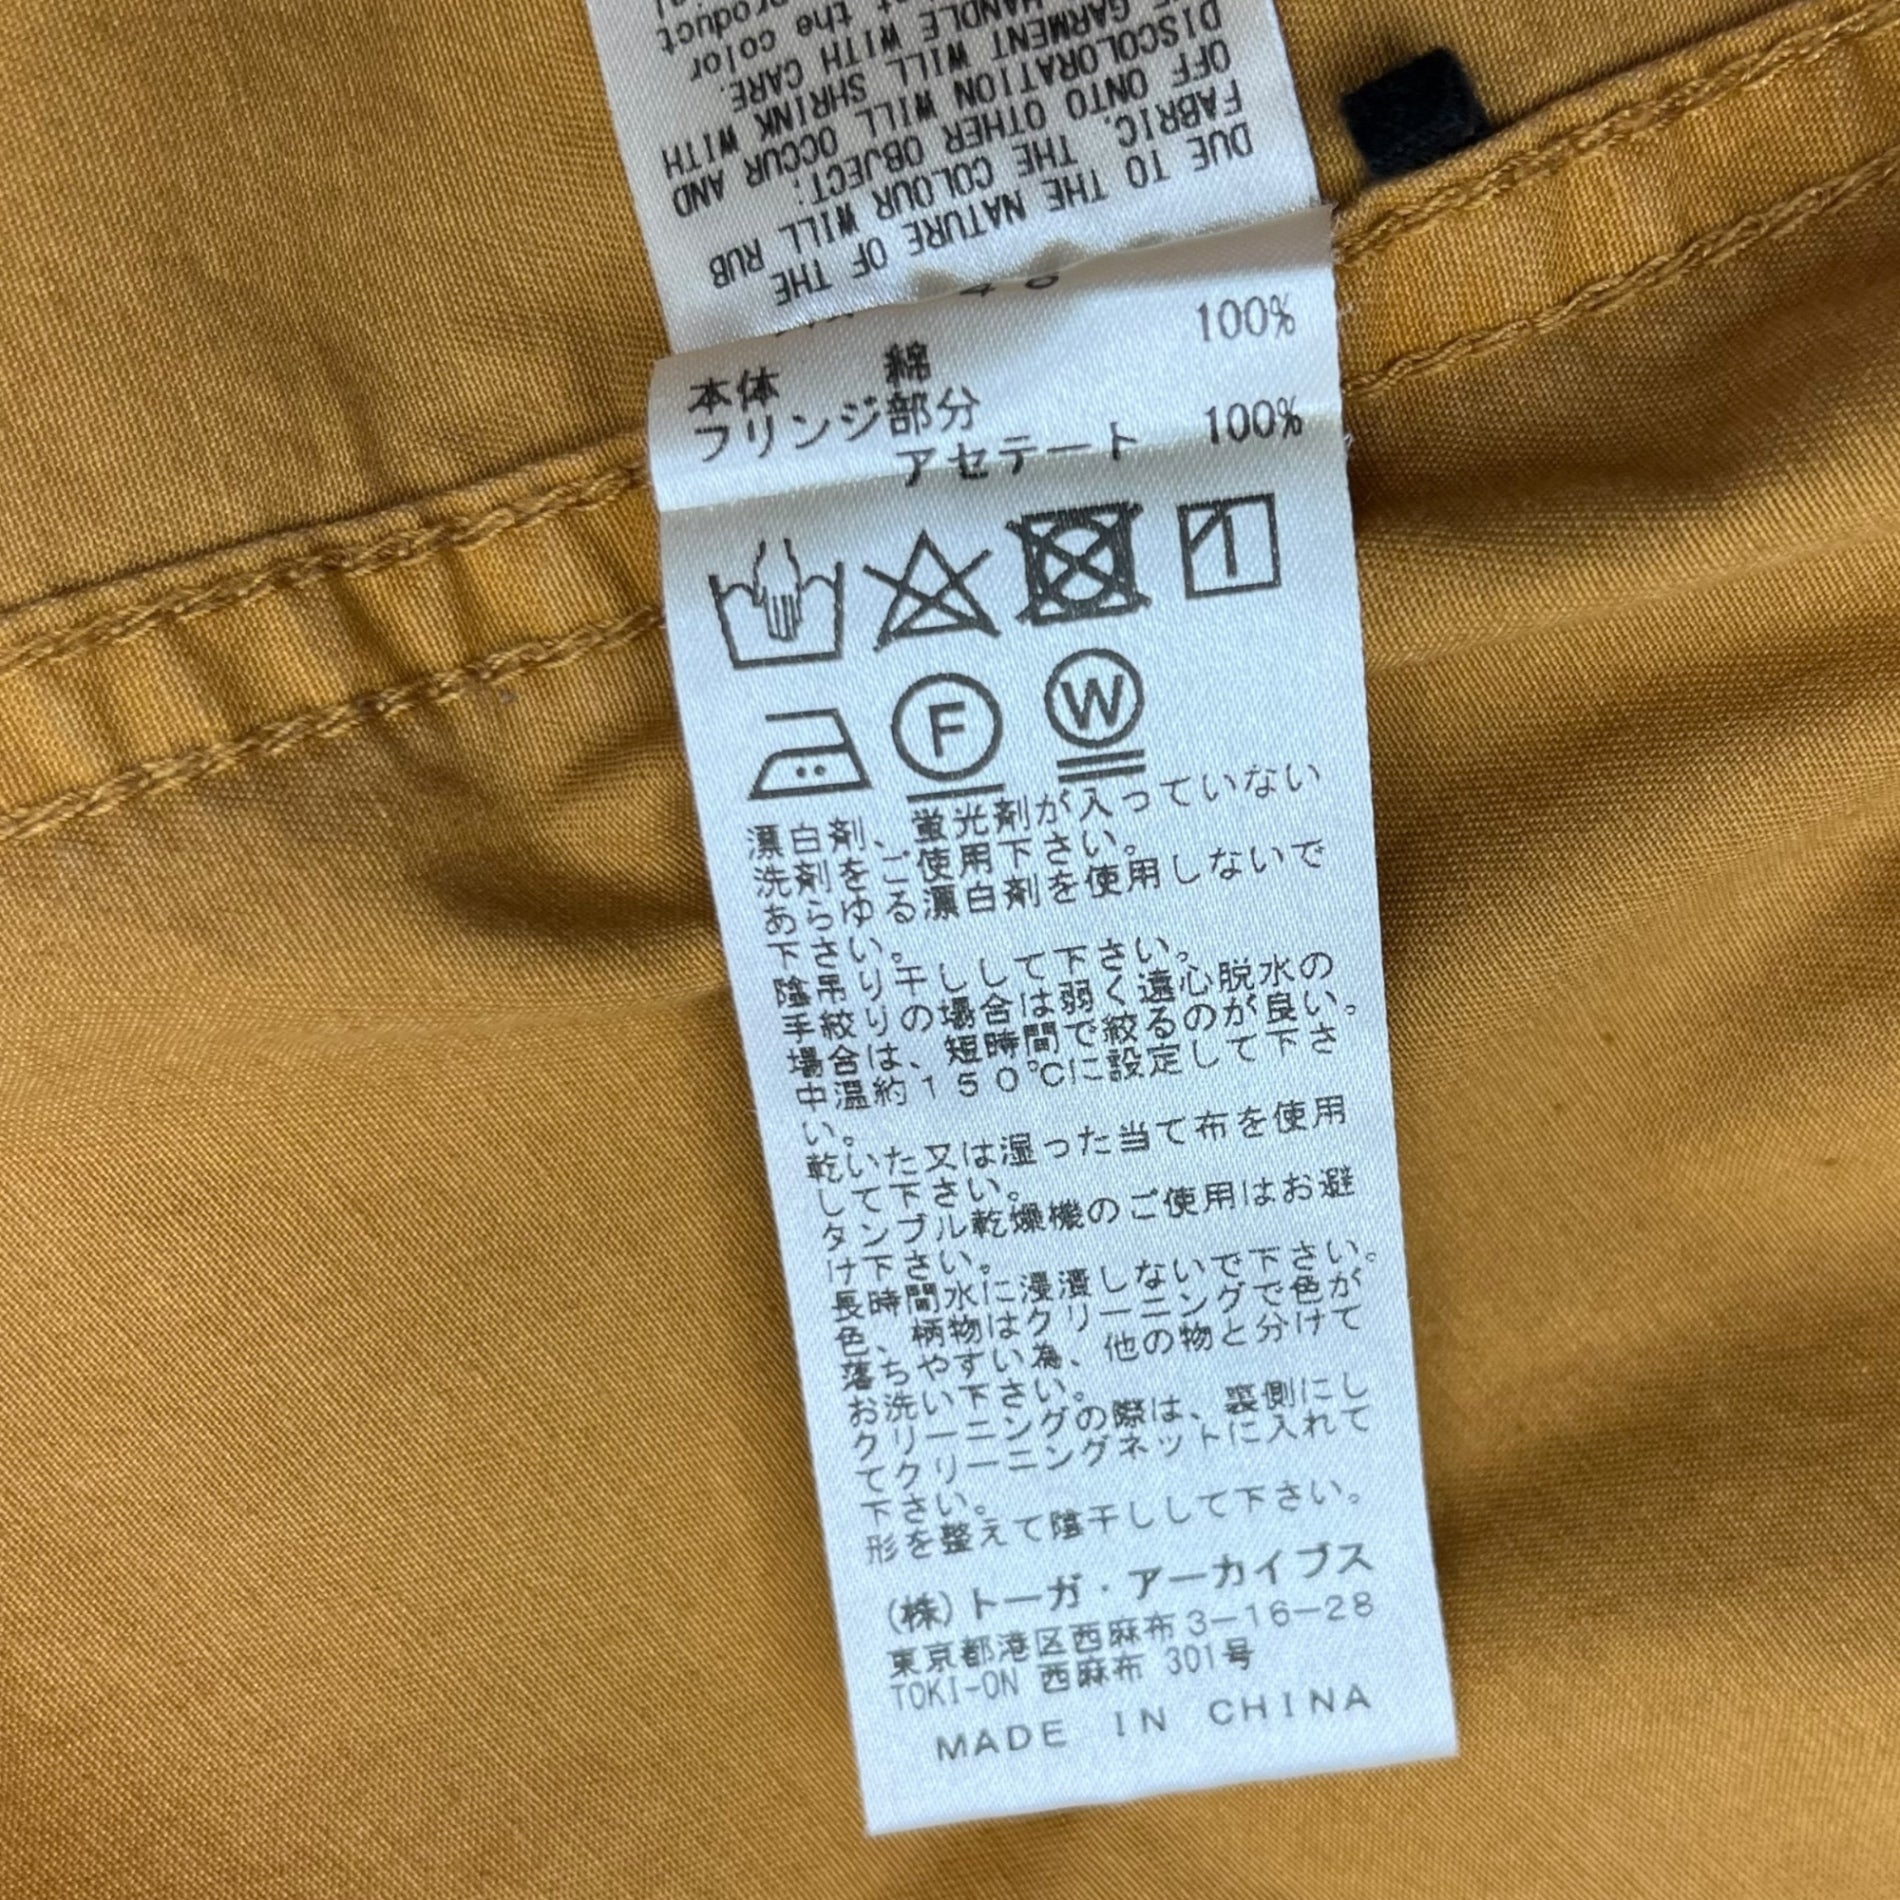 DUE TO THE NATURE OF THE
FABRIC. THE COLOUR WILL RUB
OFF ONTO OTHER OBJECT:
DISCOLORATION WILL OCCUR AND
GARMENT WILL SHRINK WITH
HANDLE WITH CARE.
the color
product
本体 綿 100%
フリンジ部分
アセテート 100%
F W
漂白剤、蛍光剤が入っていない
洗剤をご使用下さい。
あらゆる漂白剤を使用しないで
下さい。
陰吊り干しして下さい。
手絞りの場合は弱く遠心脱水の
場合は、短時間で絞るのが良い。
中温約150℃に設定して下さ
い。
乾いた又は湿った当て布を使用
して下さい。
タンブル乾燥機のご使用はお避
け下さい。
長時間水に浸漬しないで下さい。
色、柄物はクリーニングで色が
落ちやすい為、他の物と分けて
お洗い下さい。
クリーニングの際は、裏側にし
てクリーニングネットに入れて
下さい。
形を整えて陰干しして下さい。
(株)トーガ・アーカイブス
東京都港区西麻布3-16-28
TOKI-ON 西麻布 301号
MADE IN CHINA